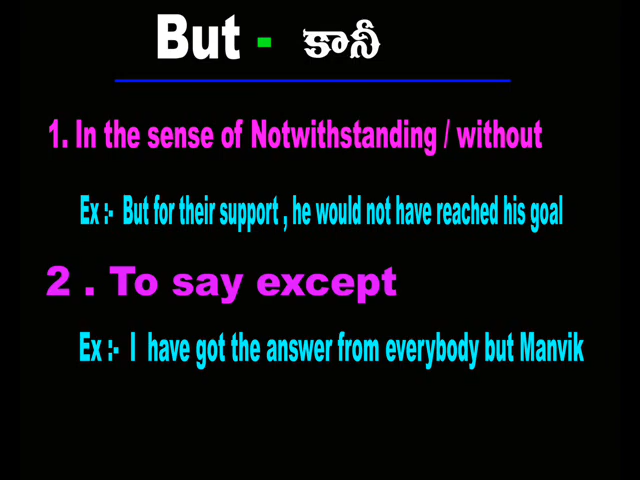 But - కానీ
1. In the sense of Notwithstanding / without
Ex :- But for their support , he would not have reached his goal
2 . To say except
Ex :- I have got the answer from everybody but Manvik